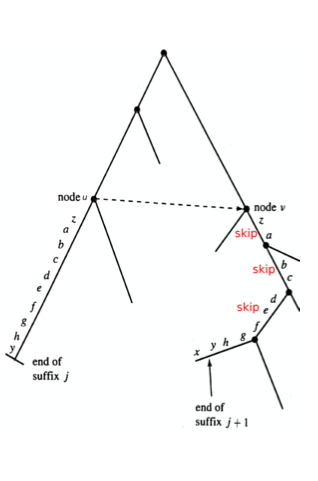 node u
node v
z
a
b
c
d
e
f
g
h
y
end of
suffix j
z
skip
a
skip
b
c
skip
d
e
f
g
h
y
x
end of
suffix j + 1